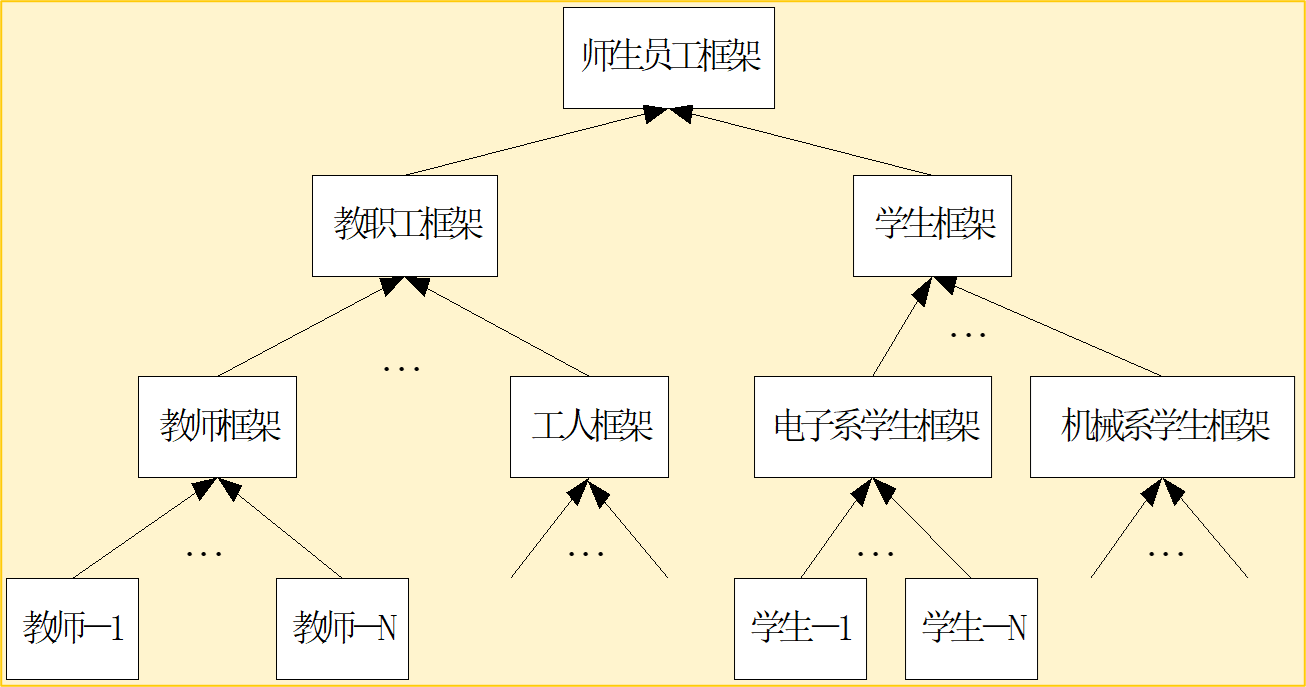 师生员工框架
教职工框架
学生框架
…
…
教师框架
工人框架
电子系学生框架
机械系学生框架
…
…
…
…
教师—1
教师—N
学生—1
学生—N